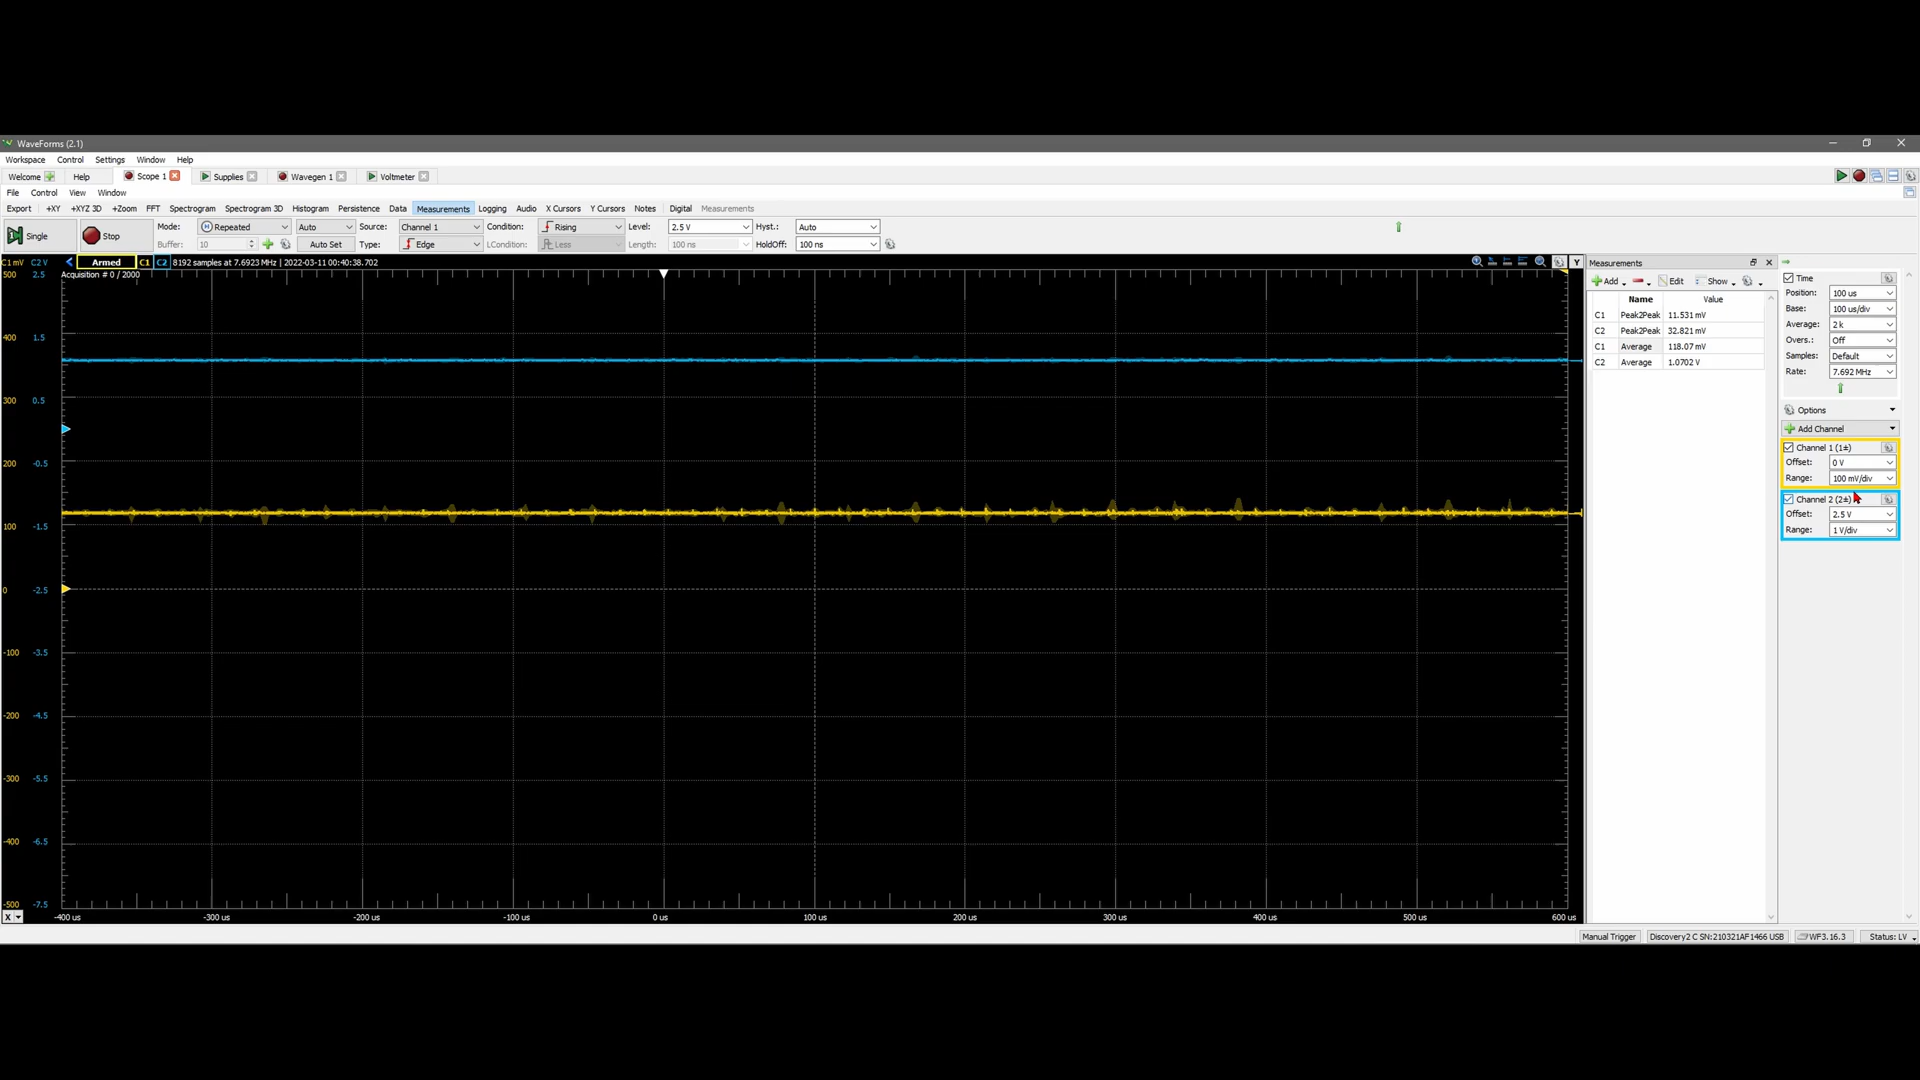 WaveForms (2.1)
Workspace Control Settings Window Help
Welcome Help Scope 1 Supplies Wavegen 1 Voltmeter
File Control View Window
Export +XY +XYZ 3D +Zoom FFT Spectrogram Spectrogram 3D Histogram Persistence Data Measurements Logging Audio X Cursors Y Cursors Notes Digital Measurements
Single Stop Mode: Repeated Auto Source: Channel 1 Condition: Rising Level: 2.5 V Hyst.: Auto
Buffer: 10 Auto Set Type: Edge LCondition: Less Length: 100 ns HoldOff: 100 ns
C1 mV C2 V Armed C1 C2 8192 samples at 7.6923 MHz | 2022-03-11 00:40:38.702 Y
Acquisition # 0 / 2000
500 2.5
400 1.5
300 0.5
200 -0.5
100 -1.5
0 -2.5
-100 -3.5
-200 -4.5
-300 -5.5
-400 -6.5
-500 -7.5
X -400 us -300 us -200 us -100 us 0 us 100 us 200 us 300 us 400 us 500 us 600 us
Measurements
Add Edit Show
Name Value
C1 Peak2Peak 11.531 mV
C2 Peak2Peak 32.821 mV
C1 Average 118.07 mV
C2 Average 1.0702 V
Time
Position: 100 us
Base: 100 us/div
Average: 2 k
Overs.: Off
Samples: Default
Rate: 7.692 MHz
Options
Add Channel
Channel 1 (1±)
Offset: 0 V
Range: 100 mV/div
Channel 2 (2±)
Offset: 2.5 V
Range: 1 V/div
Manual Trigger Discovery2 C SN:210321AF1466 USB WF3.16.3 Status: LV